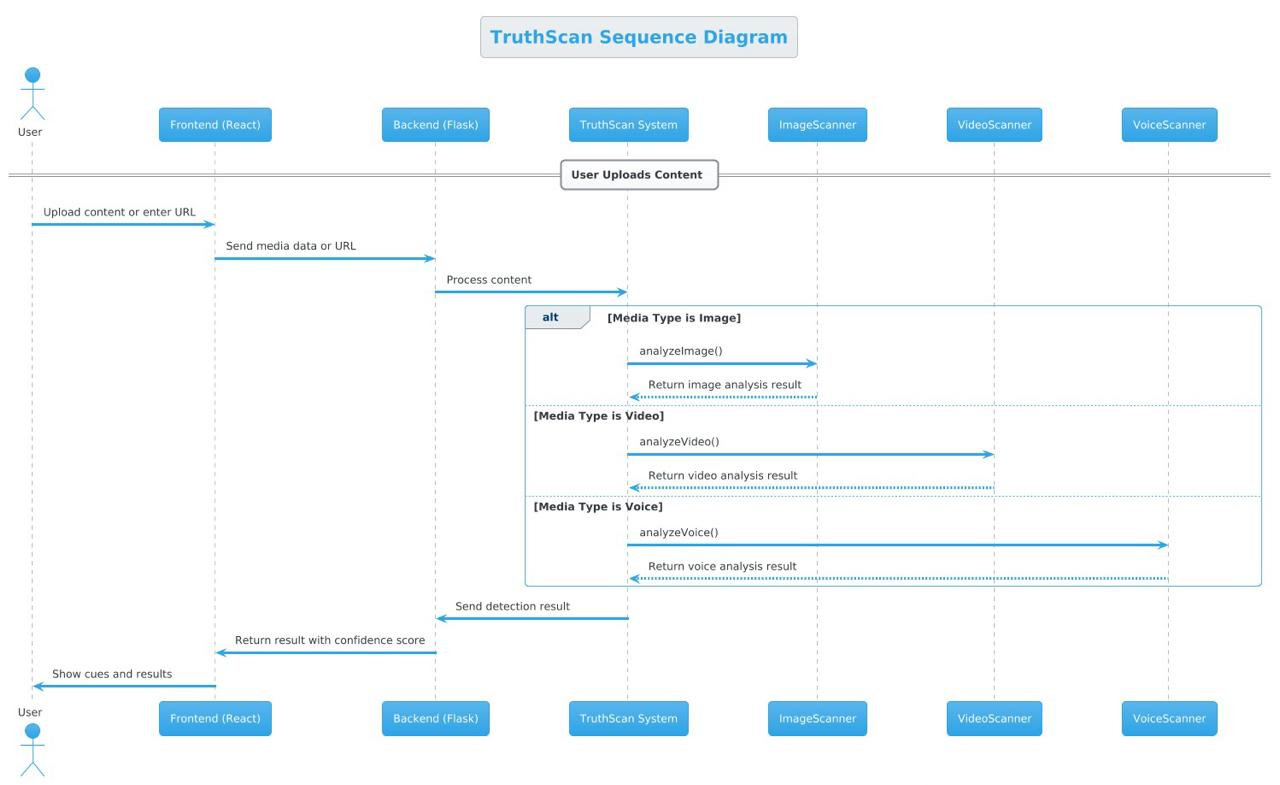 TruthScan Sequence Diagram
User
Frontend (React)
Backend (Flask)
TruthScan System
ImageScanner
VideoScanner
VoiceScanner
User Uploads Content
Upload content or enter URL
Send media data or URL
Process content
alt
[Media Type is Image]
analyzeImage()
Return image analysis result
[Media Type is Video]
analyzeVideo()
Return video analysis result
[Media Type is Voice]
analyzeVoice()
Return voice analysis result
Send detection result
Return result with confidence score
Show cues and results
User
Frontend (React)
Backend (Flask)
TruthScan System
ImageScanner
VideoScanner
VoiceScanner